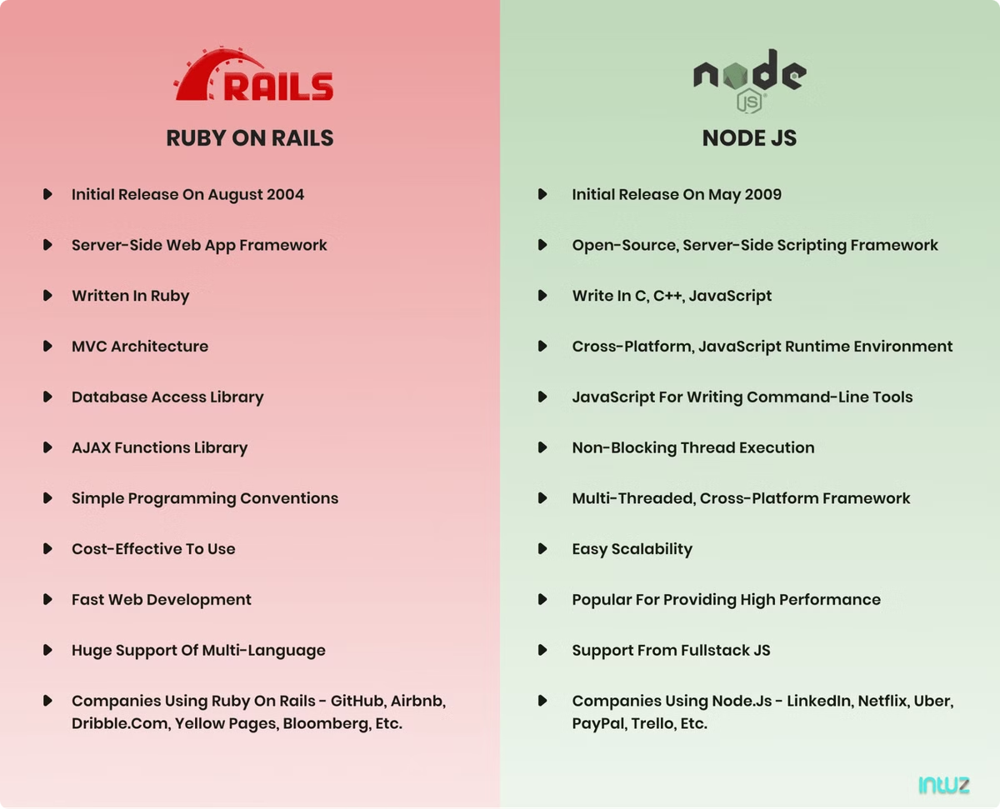 RAILS
RUBY ON RAILS
Initial Release On August 2004
Server-Side Web App Framework
Written In Ruby
MVC Architecture
Database Access Library
AJAX Functions Library
Simple Programming Conventions
Cost-Effective To Use
Fast Web Development
Huge Support Of Multi-Language
Companies Using Ruby On Rails - GitHub, Airbnb,
Dribble.Com, Yellow Pages, Bloomberg, Etc.
node
JS
NODE JS
Initial Release On May 2009
Open-Source, Server-Side Scripting Framework
Write In C, C++, JavaScript
Cross-Platform, JavaScript Runtime Environment
JavaScript For Writing Command-Line Tools
Non-Blocking Thread Execution
Multi-Threaded, Cross-Platform Framework
Easy Scalability
Popular For Providing High Performance
Support From Fullstack JS
Companies Using Node.Js - LinkedIn, Netflix, Uber,
PayPal, Trello, Etc.
INTUZ